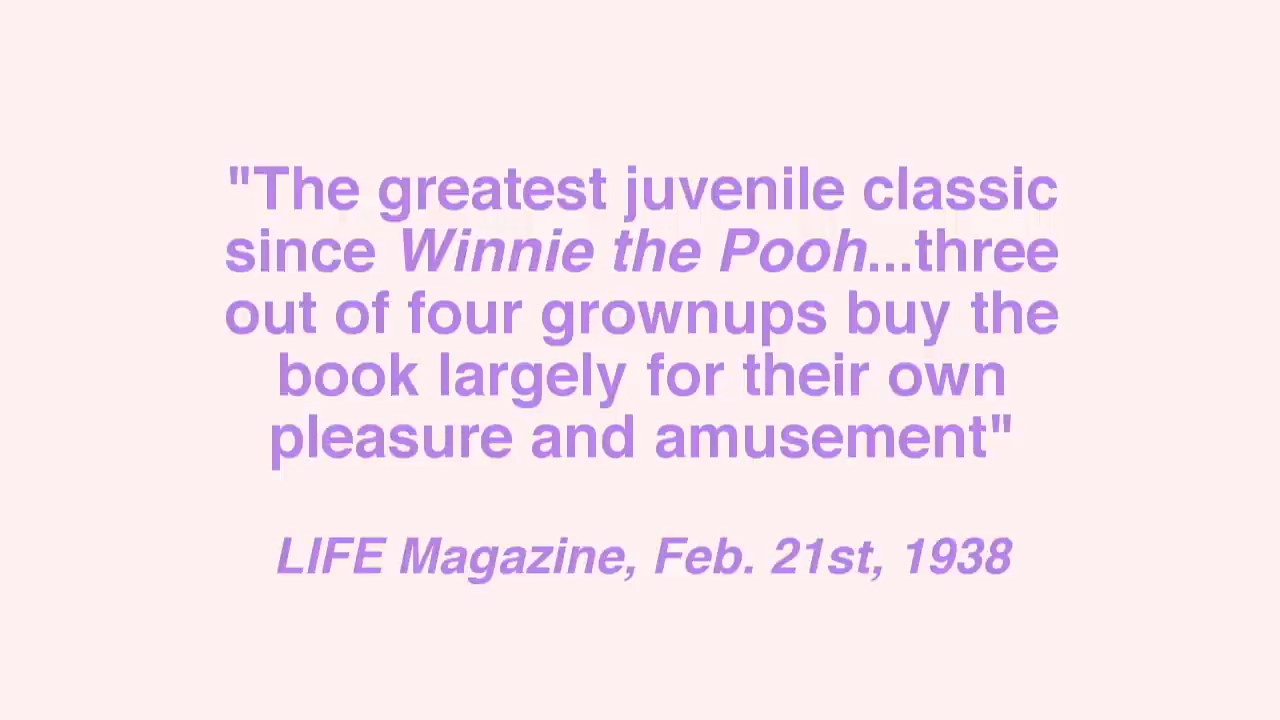 "The greatest juvenile classic
since Winnie the Pooh...three
out of four grownups buy the
book largely for their own
pleasure and amusement"
LIFE Magazine, Feb. 21st, 1938